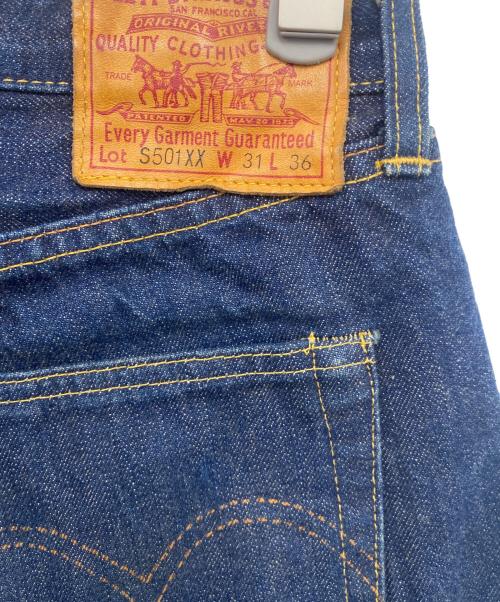 SAN FRANCISCO, CAL.
ORIGINAL RIVE
QUALITY CLOTHING
TRADE MARK
PATENTED MAY 20 1873
Every Garment Guaranteed
Lot S501XX W 31 L 36